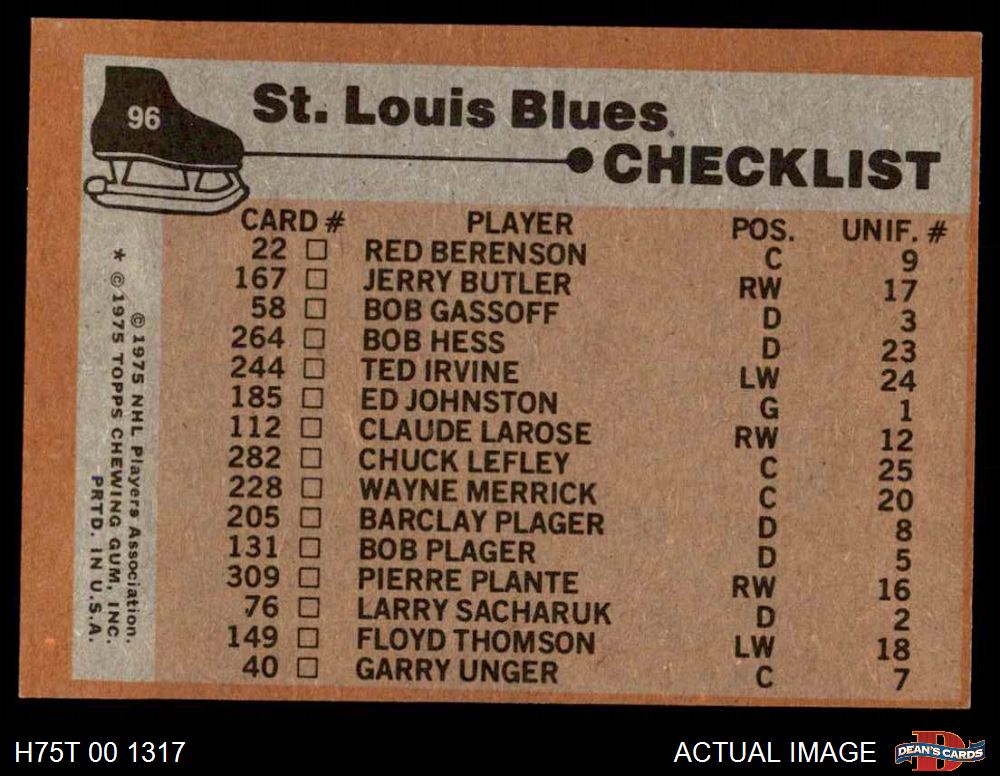 96
St. Louis Blues
CHECKLIST
CARD # PLAYER POS. UNIF. #
22 □ RED BERENSON C 9
167 □ JERRY BUTLER RW 17
58 □ BOB GASSOFF D 3
264 □ BOB HESS D 23
244 □ TED IRVINE LW 24
185 □ ED JOHNSTON G 1
112 □ CLAUDE LAROSE RW 12
282 □ CHUCK LEFLEY C 25
228 □ WAYNE MERRICK C 20
205 □ BARCLAY PLAGER D 8
131 □ BOB PLAGER D 5
309 □ PIERRE PLANTE RW 16
76 □ LARRY SACHARUK D 2
149 □ FLOYD THOMSON LW 18
40 □ GARRY UNGER C 7
© 1975 NHL Players Association.
* © 1975 TOPPS CHEWING GUM, INC.
PRTD. IN U.S.A.
H75T 00 1317
ACTUAL IMAGE
DEAN'S CARDS